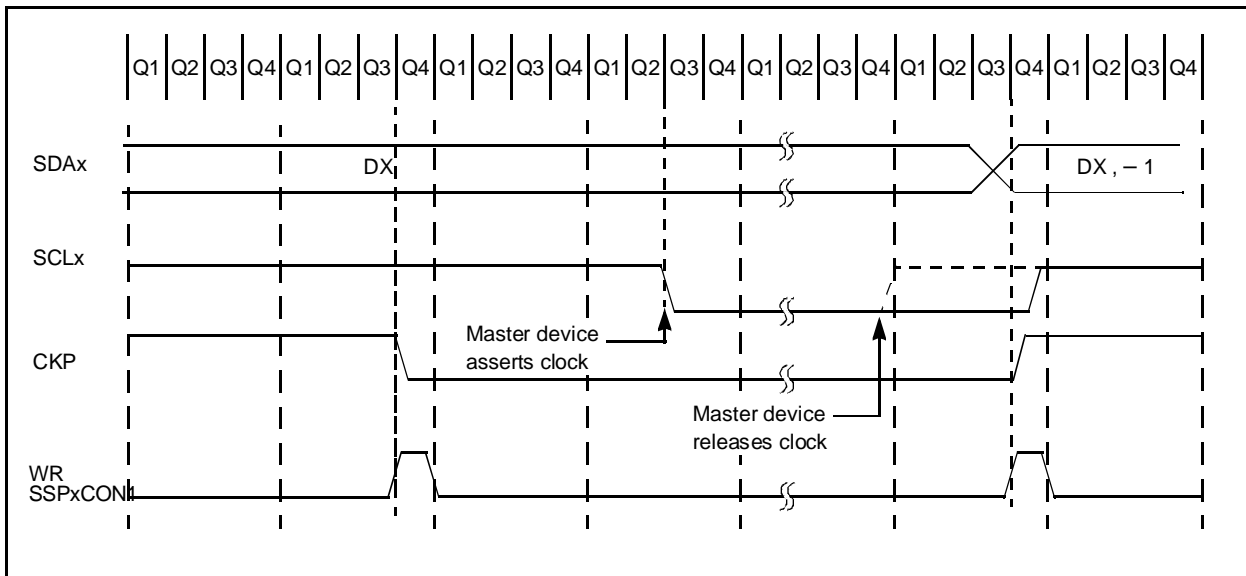 Q1 Q2 Q3 Q4 Q1 Q2 Q3 Q4 Q1 Q2 Q3 Q4 Q1 Q2 Q3 Q4 Q1 Q2 Q3 Q4 Q1 Q2 Q3 Q4 Q1 Q2 Q3 Q4
SDAx
DX
DX , – 1
SCLx
Master device
asserts clock
CKP
Master device
releases clock
WR
SSPxCON1